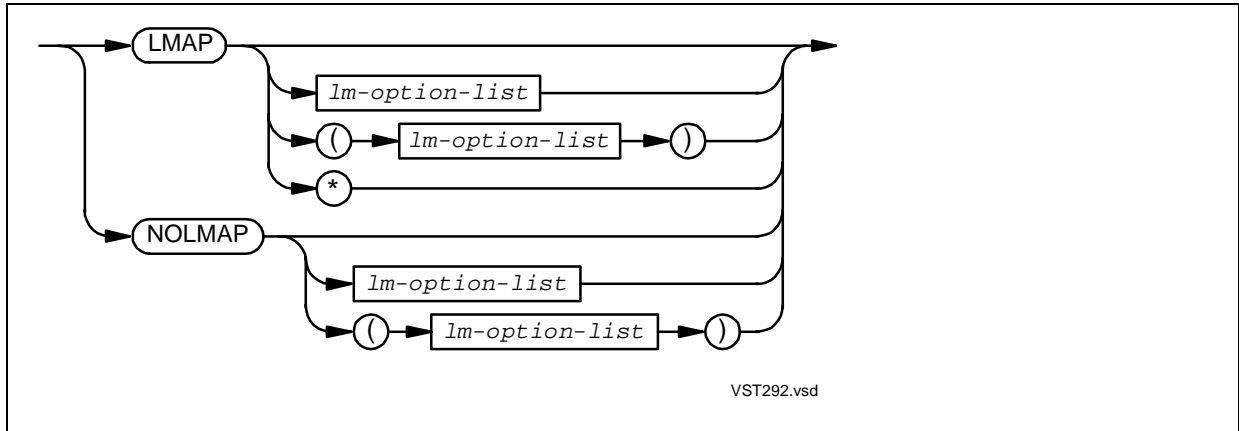 LMAP
lm-option-list
( lm-option-list )
*
NOLMAP
lm-option-list
( lm-option-list )
VST292.vsd